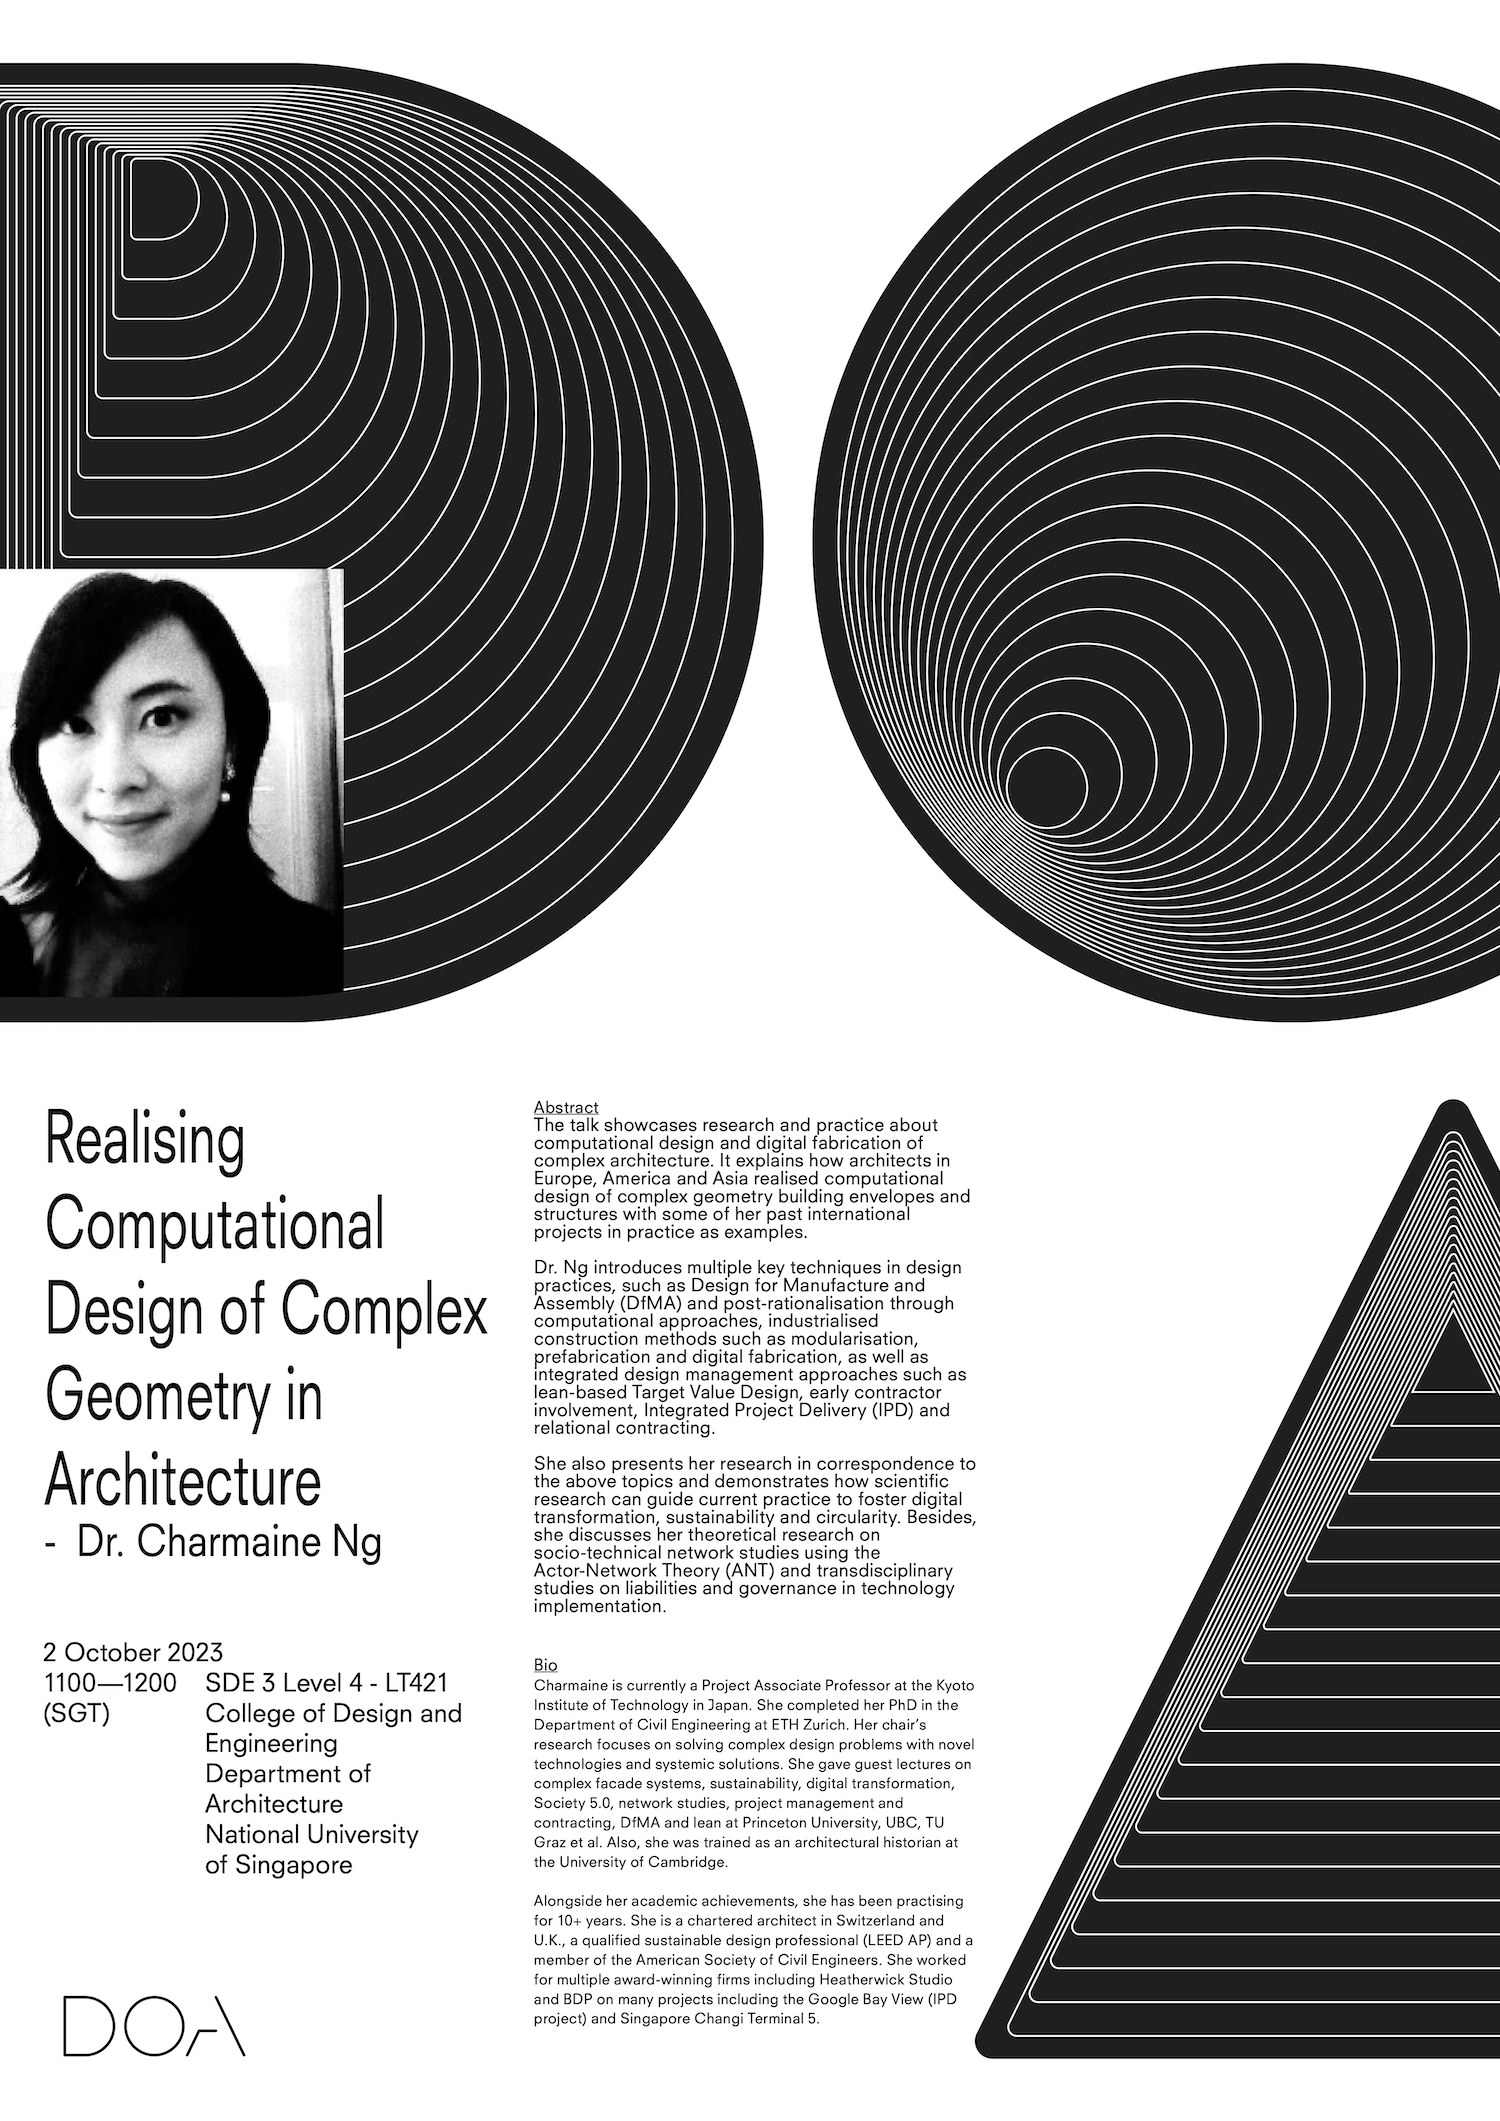 Realising
Computational
Design of Complex
Geometry in
Architecture
- Dr. Charmaine Ng
2 October 2023
1100—1200
(SGT)
SDE 3 Level 4 - LT421
College of Design and
Engineering
Department of
Architecture
National University
of Singapore
Abstract
The talk showcases research and practice about
computational design and digital fabrication of
complex architecture. It explains how architects in
Europe, America and Asia realised computational
design of complex geometry building envelopes and
structures with some of her past international
projects in practice as examples.
Dr. Ng introduces multiple key techniques in design
practices, such as Design for Manufacture and
Assembly (DfMA) and post-rationalisation through
computational approaches, industrialised
construction methods such as modularisation,
prefabrication and digital fabrication, as well as
integrated design management approaches such as
lean-based Target Value Design, early contractor
involvement, Integrated Project Delivery (IPD) and
relational contracting.
She also presents her research in correspondence to
the above topics and demonstrates how scientific
research can guide current practice to foster digital
transformation, sustainability and circularity. Besides,
she discusses her theoretical research on
socio-technical network studies using the
Actor-Network Theory (ANT) and transdisciplinary
studies on liabilities and governance in technology
implementation.
Bio
Charmaine is currently a Project Associate Professor at the Kyoto
Institute of Technology in Japan. She completed her PhD in the
Department of Civil Engineering at ETH Zurich. Her chair's
research focuses on solving complex design problems with novel
technologies and systemic solutions. She gave guest lectures on
complex facade systems, sustainability, digital transformation,
Society 5.0, network studies, project management and
contracting, DfMA and lean at Princeton University, UBC, TU
Graz et al. Also, she was trained as an architectural historian at
the University of Cambridge.
Alongside her academic achievements, she has been practising
for 10+ years. She is a chartered architect in Switzerland and
U.K., a qualified sustainable design professional (LEED AP) and a
member of the American Society of Civil Engineers. She worked
for multiple award-winning firms including Heatherwick Studio
and BDP on many projects including the Google Bay View (IPD
project) and Singapore Changi Terminal 5.
DOA